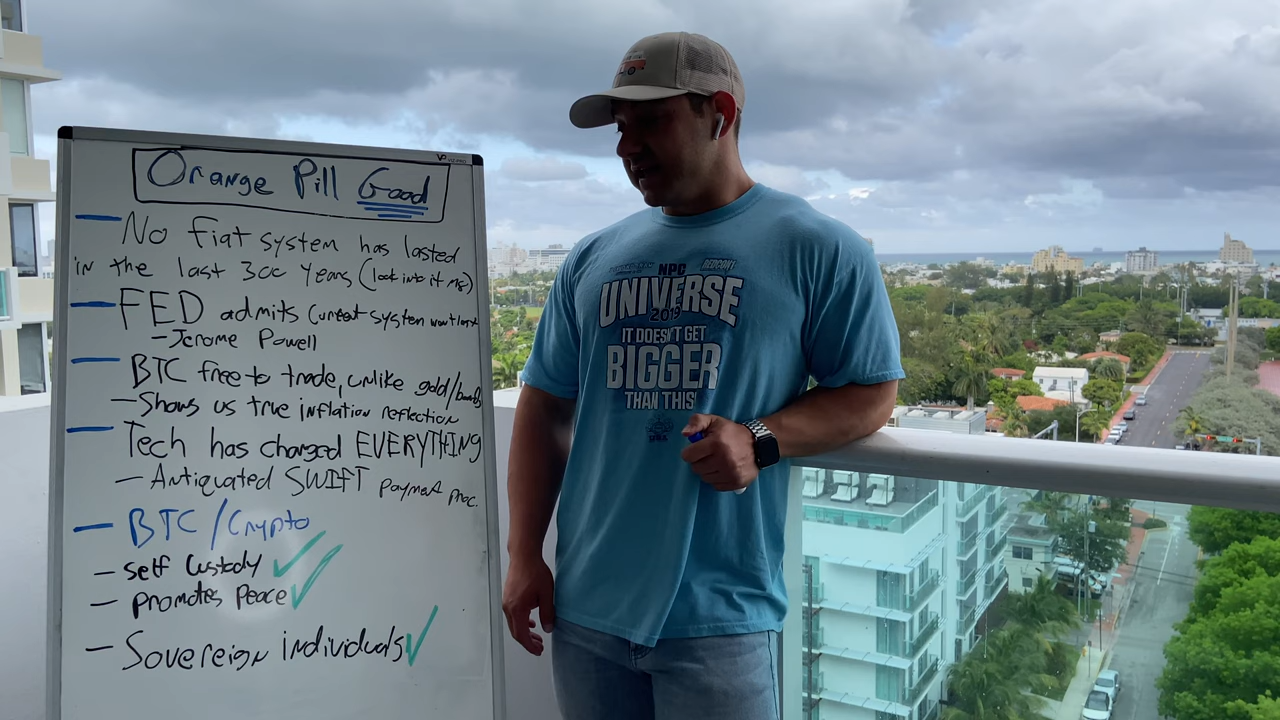 Orange Pill Good
No Fiat system has lasted
in the last 300 years (look into it me)
FED admits current system won't last
- Jerome Powell
BTC free to trade, unlike gold/bonds
- Shows us true inflation reflection
Tech has changed EVERYTHING
- Antiquated SWIFT payment proc.
BTC/Crypto
- self custody ✓
- promotes Peace ✓
- Sovereign individuals ✓
NPC REDCON1
UNIVERSE
2019
IT DOESN'T GET
BIGGER
THAN THIS!